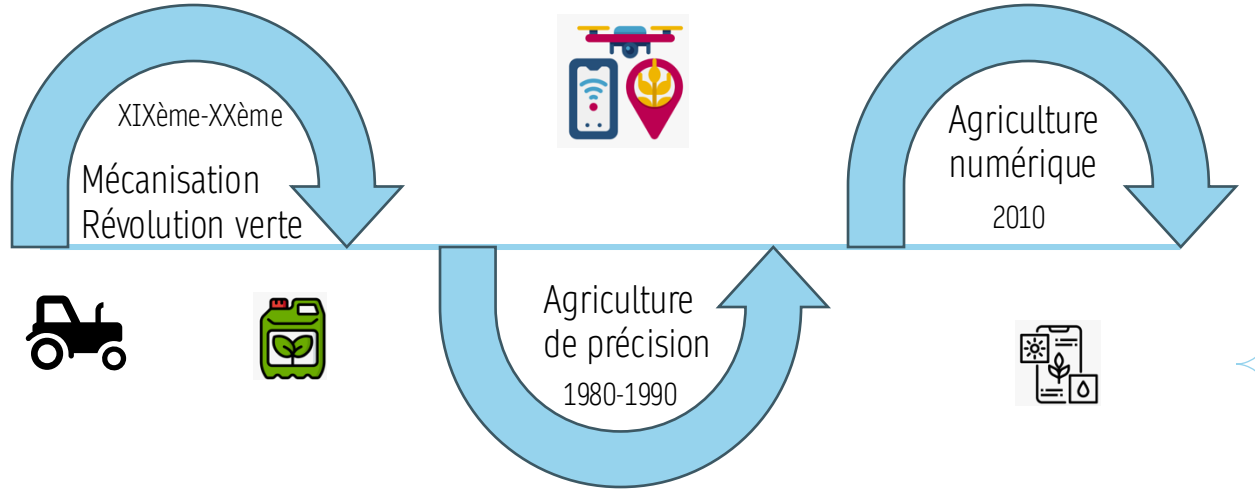 XIXème-XXème
Mécanisation
Révolution verte
Agriculture
de précision
1980-1990
Agriculture
numérique
2010